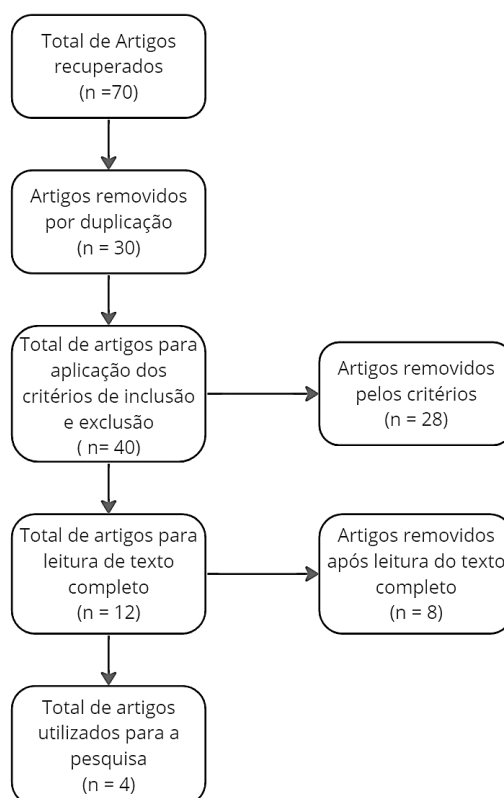 Total de Artigos
recuperados
(n =70)
Artigos removidos
por duplicação
(n = 30)
Total de artigos para
aplicação dos
critérios de inclusão
e exclusão
( n= 40)
Artigos removidos
pelos critérios
(n = 28)
Total de artigos para
leitura de texto
completo
(n = 12)
Artigos removidos
após leitura do texto
completo
(n = 8)
Total de artigos
utilizados para a
pesquisa
(n = 4)